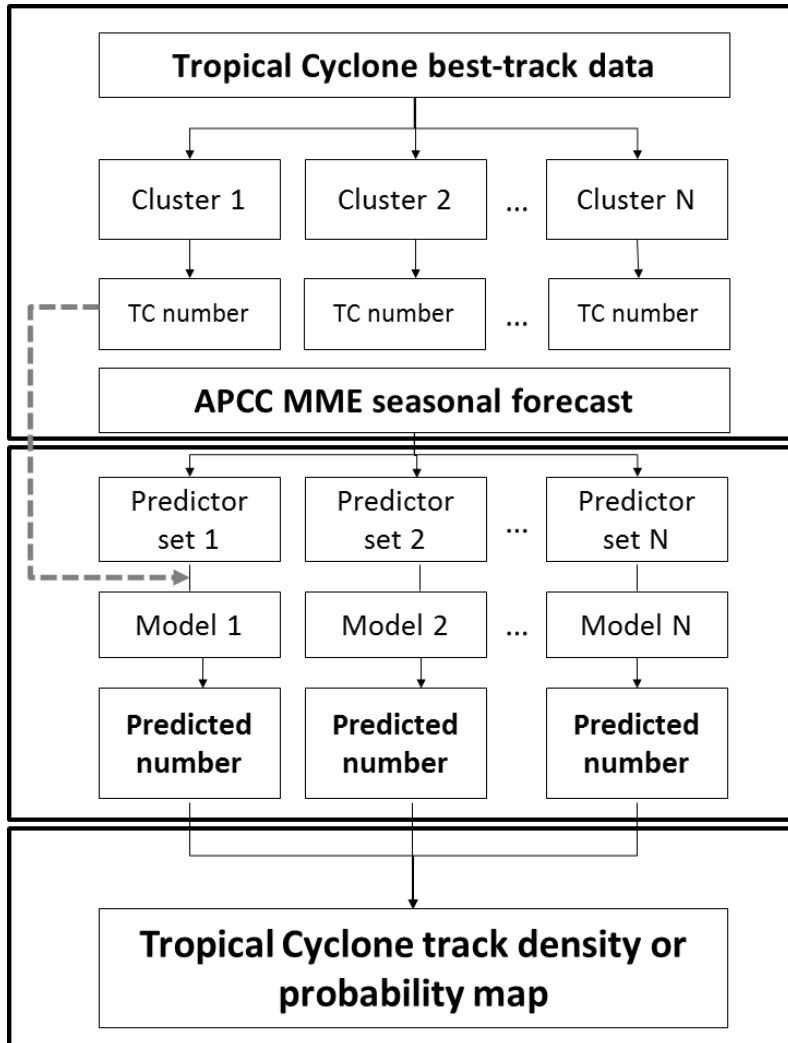 Tropical Cyclone best-track data
Cluster 1
Cluster 2
...
Cluster N
TC number
TC number
...
TC number
APCC MME seasonal forecast
Predictor
set 1
Predictor
set 2
...
Predictor
set N
Model 1
Model 2
...
Model N
Predicted
number
Predicted
number
Predicted
number
Tropical Cyclone track density or
probability map